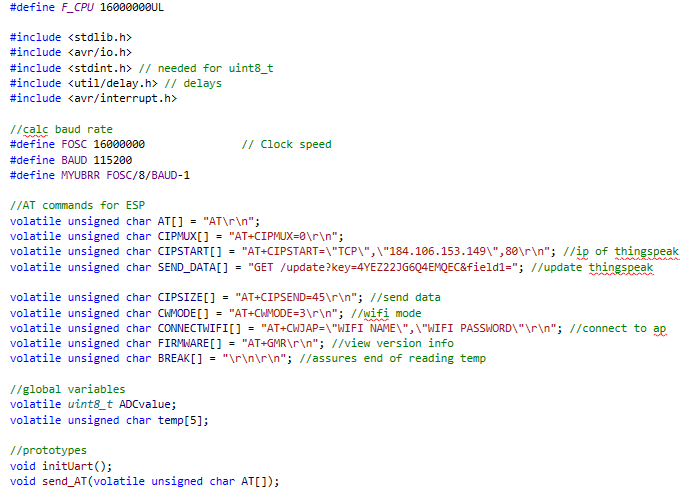 #define F_CPU 16000000UL
#include <stdlib.h>
#include <avr/io.h>
#include <stdint.h> // needed for uint8_t
#include <util/delay.h> // delays
#include <avr/interrupt.h>
//calc baud rate
#define FOSC 16000000 // Clock speed
#define BAUD 115200
#define MYUBRR FOSC/8/BAUD-1
//AT commands for ESP
volatile unsigned char AT[] = "AT\r\n";
volatile unsigned char CIPMUX[] = "AT+CIPMUX=0\r\n";
volatile unsigned char CIPSTART[] = "AT+CIPSTART=\"TCP\",\"184.106.153.149\",80\r\n"; //ip of thingspeak
volatile unsigned char SEND_DATA[] = "GET /update?key=4YEZ22JG6Q4EMQEC&field1="; //update thingspeak
volatile unsigned char CIPSIZE[] = "AT+CIPSEND=45\r\n"; //send data
volatile unsigned char CWMODE[] = "AT+CWMODE=3\r\n"; //wifi mode
volatile unsigned char CONNECTWIFI[] = "AT+CWJAP=\"WIFI NAME\",\"WIFI PASSWORD\"\r\n"; //connect to ap
volatile unsigned char FIRMWARE[] = "AT+GMR\r\n"; //view version info
volatile unsigned char BREAK[] = "\r\n\r\n"; //assures end of reading temp
//global variables
volatile uint8_t ADCvalue;
volatile unsigned char temp[5];
//prototypes
void initUart();
void send_AT(volatile unsigned char AT[]);